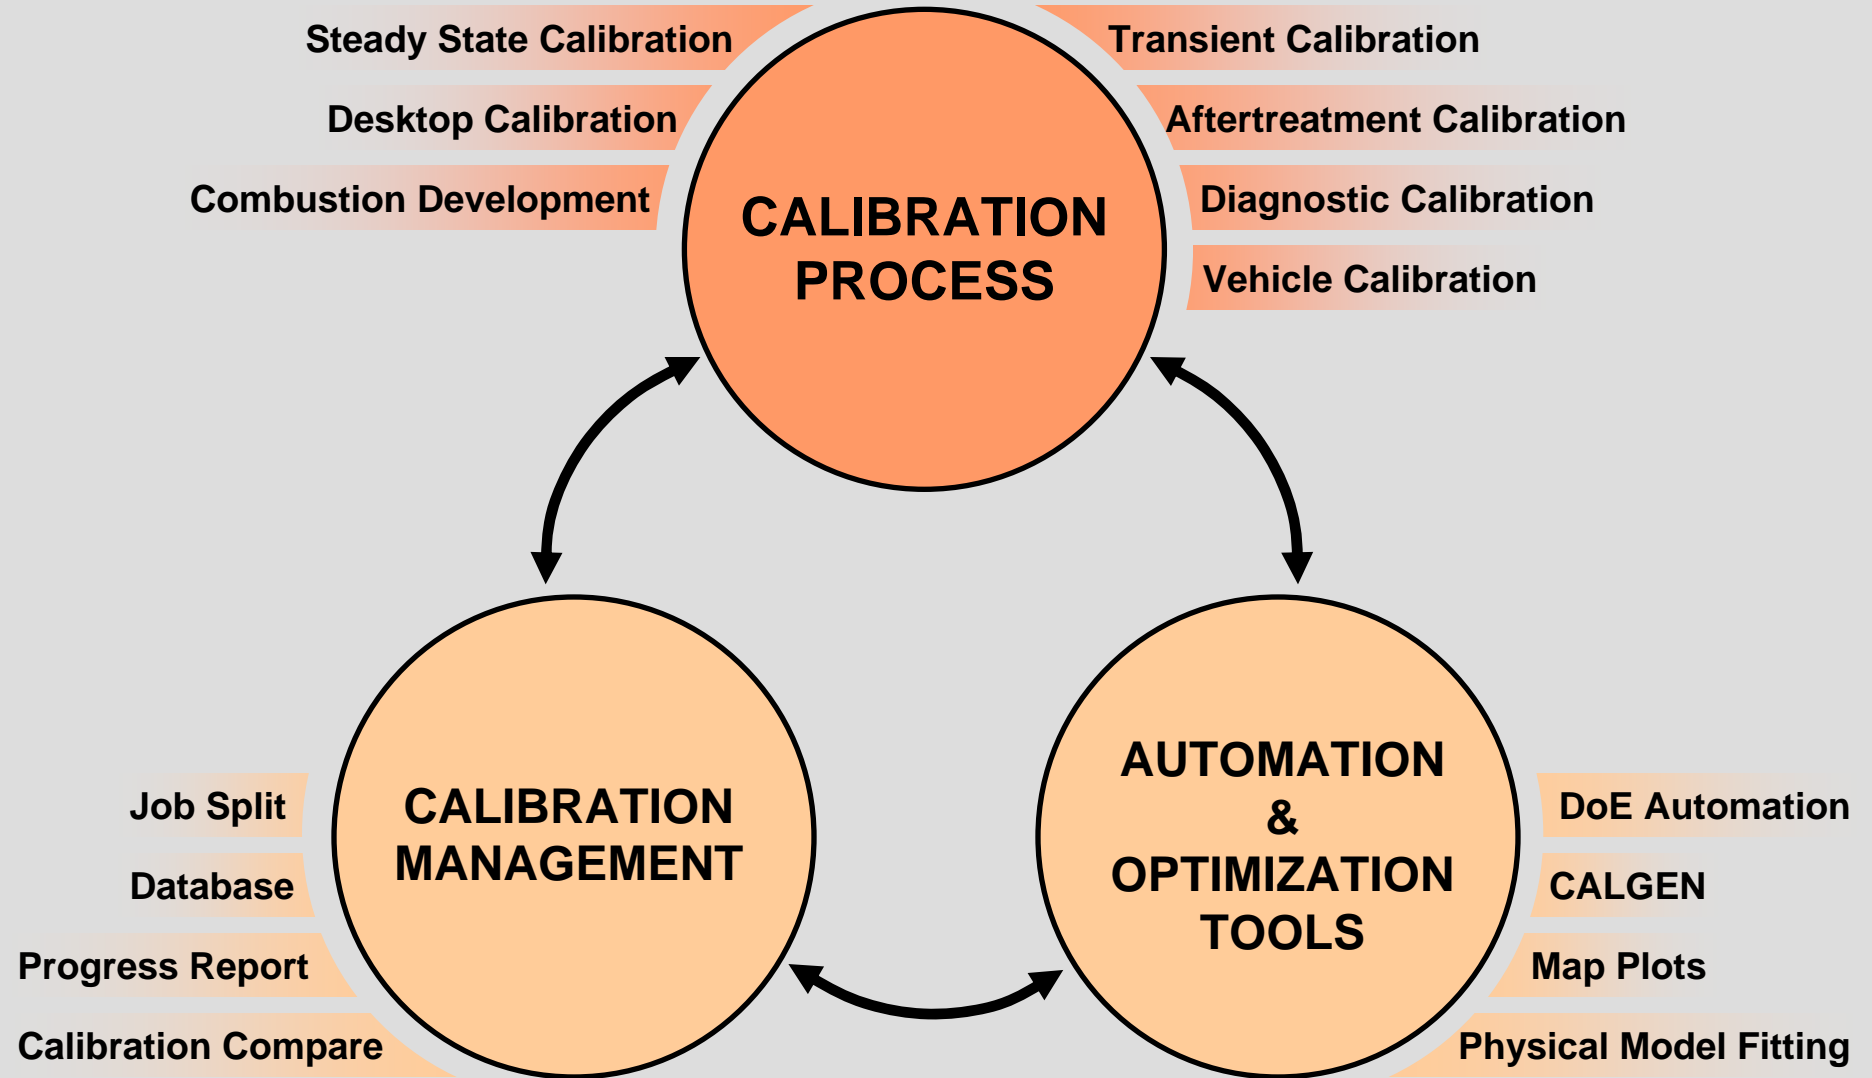 Steady State Calibration
Desktop Calibration
Combustion Development
CALIBRATION
PROCESS
Transient Calibration
Aftertreatment Calibration
Diagnostic Calibration
Vehicle Calibration
Job Split
Database
Progress Report
Calibration Compare
CALIBRATION
MANAGEMENT
AUTOMATION
&
OPTIMIZATION
TOOLS
DoE Automation
CALGEN
Map Plots
Physical Model Fitting